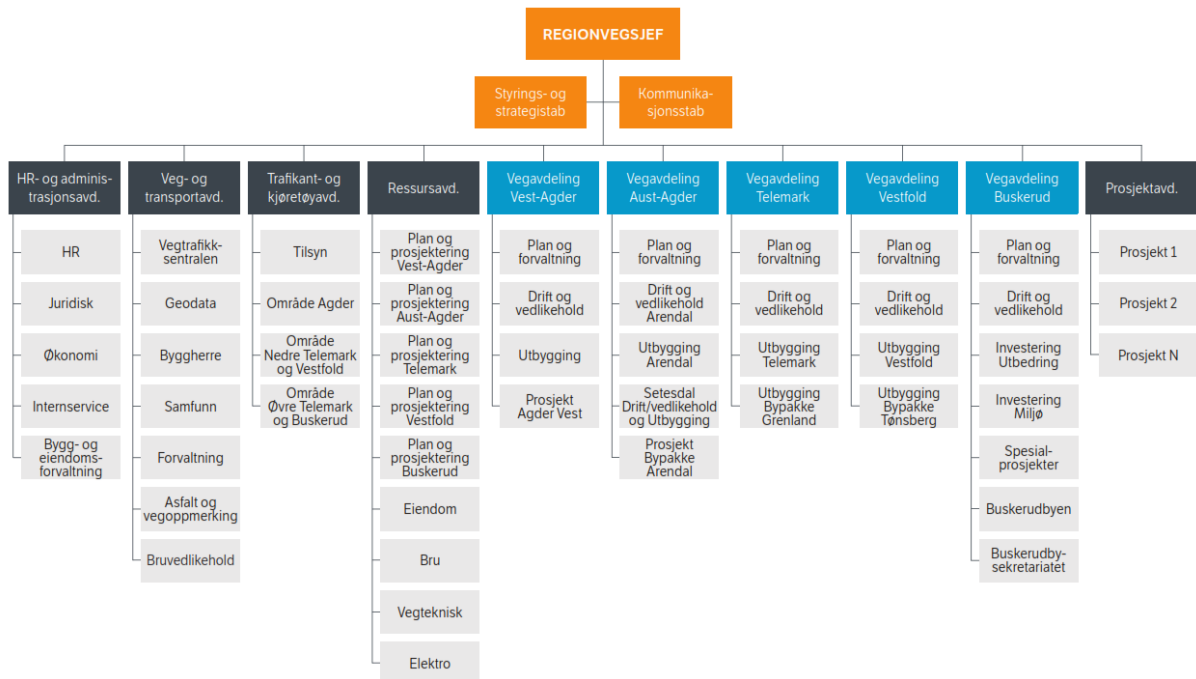 REGIONVEGSJEF
Styrings- og
strategistab
Kommunika-
sjonsstab
HR- og adminis-
trasjonsavd.
HR
Juridisk
Økonomi
Internservice
Bygg- og
eiendoms-
forvaltning
Veg- og
transportavd.
Vegtrafikk-
sentralen
Geodata
Byggherre
Samfunn
Forvaltning
Asfalt og
vegoppmerking
Bruvedlikehold
Trafikant- og
kjøretøyavd.
Tilsyn
Område Agder
Område
Nedre Telemark
og Vestfold
Område
Øvre Telemark
og Buskerud
Ressursavd.
Plan og
prosjektering
Vest-Agder
Plan og
prosjektering
Aust-Agder
Plan og
prosjektering
Telemark
Plan og
prosjektering
Vestfold
Plan og
prosjektering
Buskerud
Eiendom
Bru
Vegteknisk
Elektro
Vegavdeling
Vest-Agder
Plan og
forvaltning
Drift og
vedlikehold
Utbygging
Prosjekt
Agder Vest
Vegavdeling
Aust-Agder
Plan og
forvaltning
Drift og
vedlikehold
Arendal
Utbygging
Arendal
Setesdal
Drift/vedlikehold
og Utbygging
Prosjekt
Bypakke
Arendal
Vegavdeling
Telemark
Plan og
forvaltning
Drift og
vedlikehold
Utbygging
Telemark
Utbygging
Bypakke
Grenland
Vegavdeling
Vestfold
Plan og
forvaltning
Drift og
vedlikehold
Utbygging
Vestfold
Utbygging
Bypakke
Tønsberg
Vegavdeling
Buskerud
Plan og
forvaltning
Drift og
vedlikehold
Investering
Utbedring
Investering
Miljø
Spesial-
prosjekter
Buskerudbyen
Buskerudby-
sekretariatet
Prosjektavd.
Prosjekt 1
Prosjekt 2
Prosjekt N